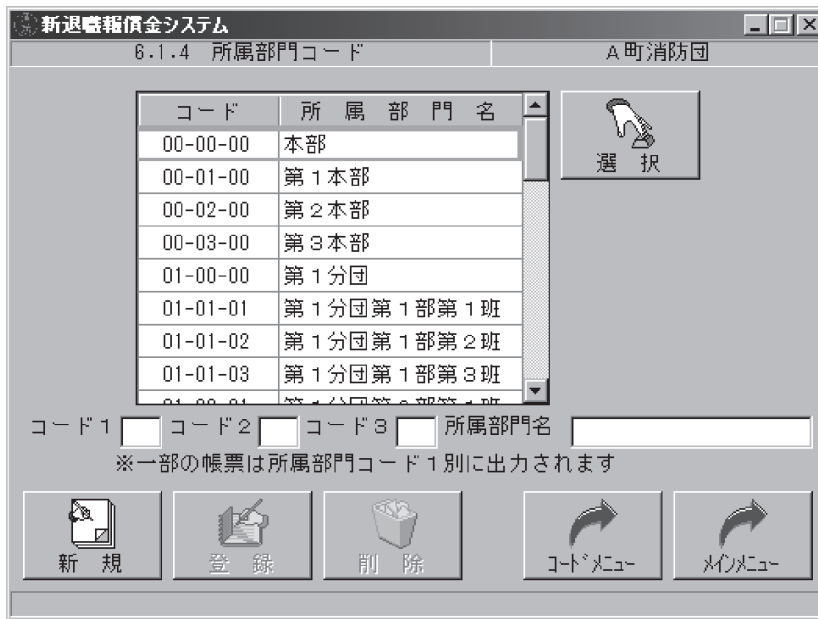 新退職報償金システム
6.1.4 所属部門コード A町消防団
コード 所属部門名
00-00-00 本部
00-01-00 第1本部
00-02-00 第2本部
00-03-00 第3本部
01-00-00 第1分団
01-01-01 第1分団第1部第1班
01-01-02 第1分団第1部第2班
01-01-03 第1分団第1部第3班
選択
コード1 コード2 コード3 所属部門名
※一部の帳票は所属部門コード1別に出力されます
新規 登録 削除 コードメニュー メインメニュー